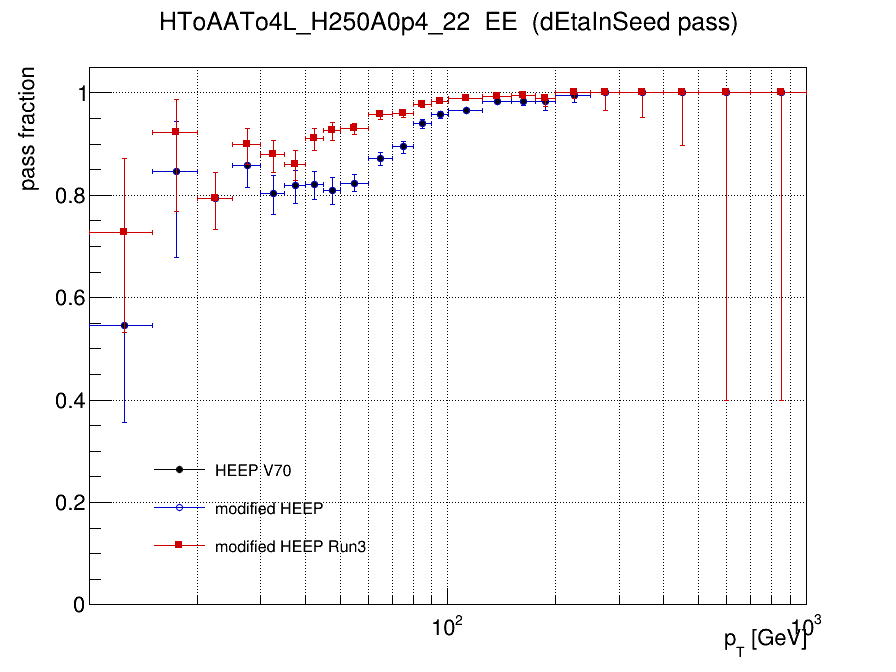 HToAATo4L_H250A0p4_22 EE (dEtaInSeed pass)
pass fraction
1
0.8
0.6
0.4
0.2
0
HEEP V70
modified HEEP
modified HEEP Run3
10²
10³
p_T [GeV]